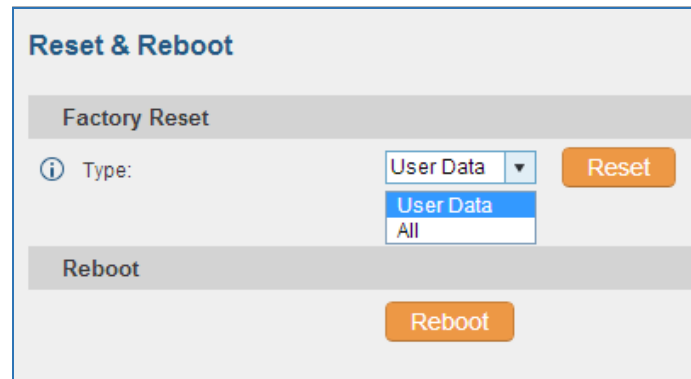 Reset & Reboot
Factory Reset
Type: User Data Reset
User Data
All
Reboot
Reboot